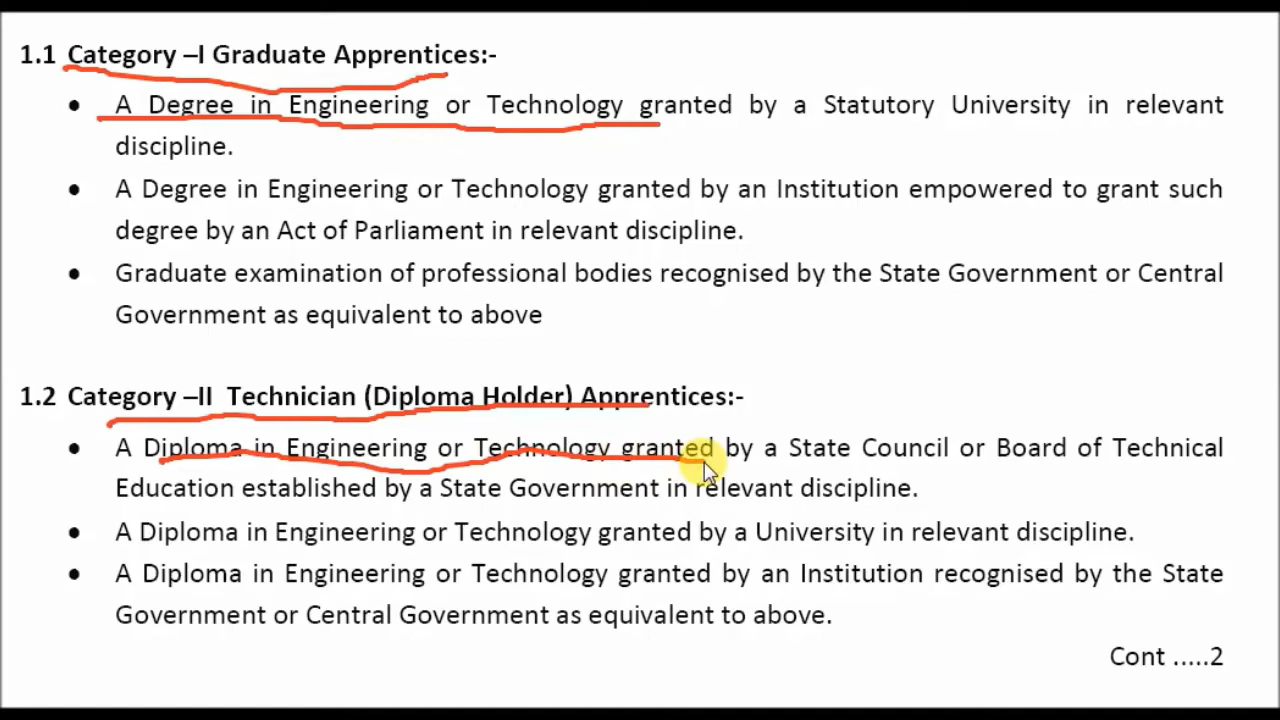 1.1 Category –I Graduate Apprentices:-
• A Degree in Engineering or Technology granted by a Statutory University in relevant
discipline.
• A Degree in Engineering or Technology granted by an Institution empowered to grant such
degree by an Act of Parliament in relevant discipline.
• Graduate examination of professional bodies recognised by the State Government or Central
Government as equivalent to above
1.2 Category –II Technician (Diploma Holder) Apprentices:-
• A Diploma in Engineering or Technology granted by a State Council or Board of Technical
Education established by a State Government in relevant discipline.
• A Diploma in Engineering or Technology granted by a University in relevant discipline.
• A Diploma in Engineering or Technology granted by an Institution recognised by the State
Government or Central Government as equivalent to above.
Cont .....2